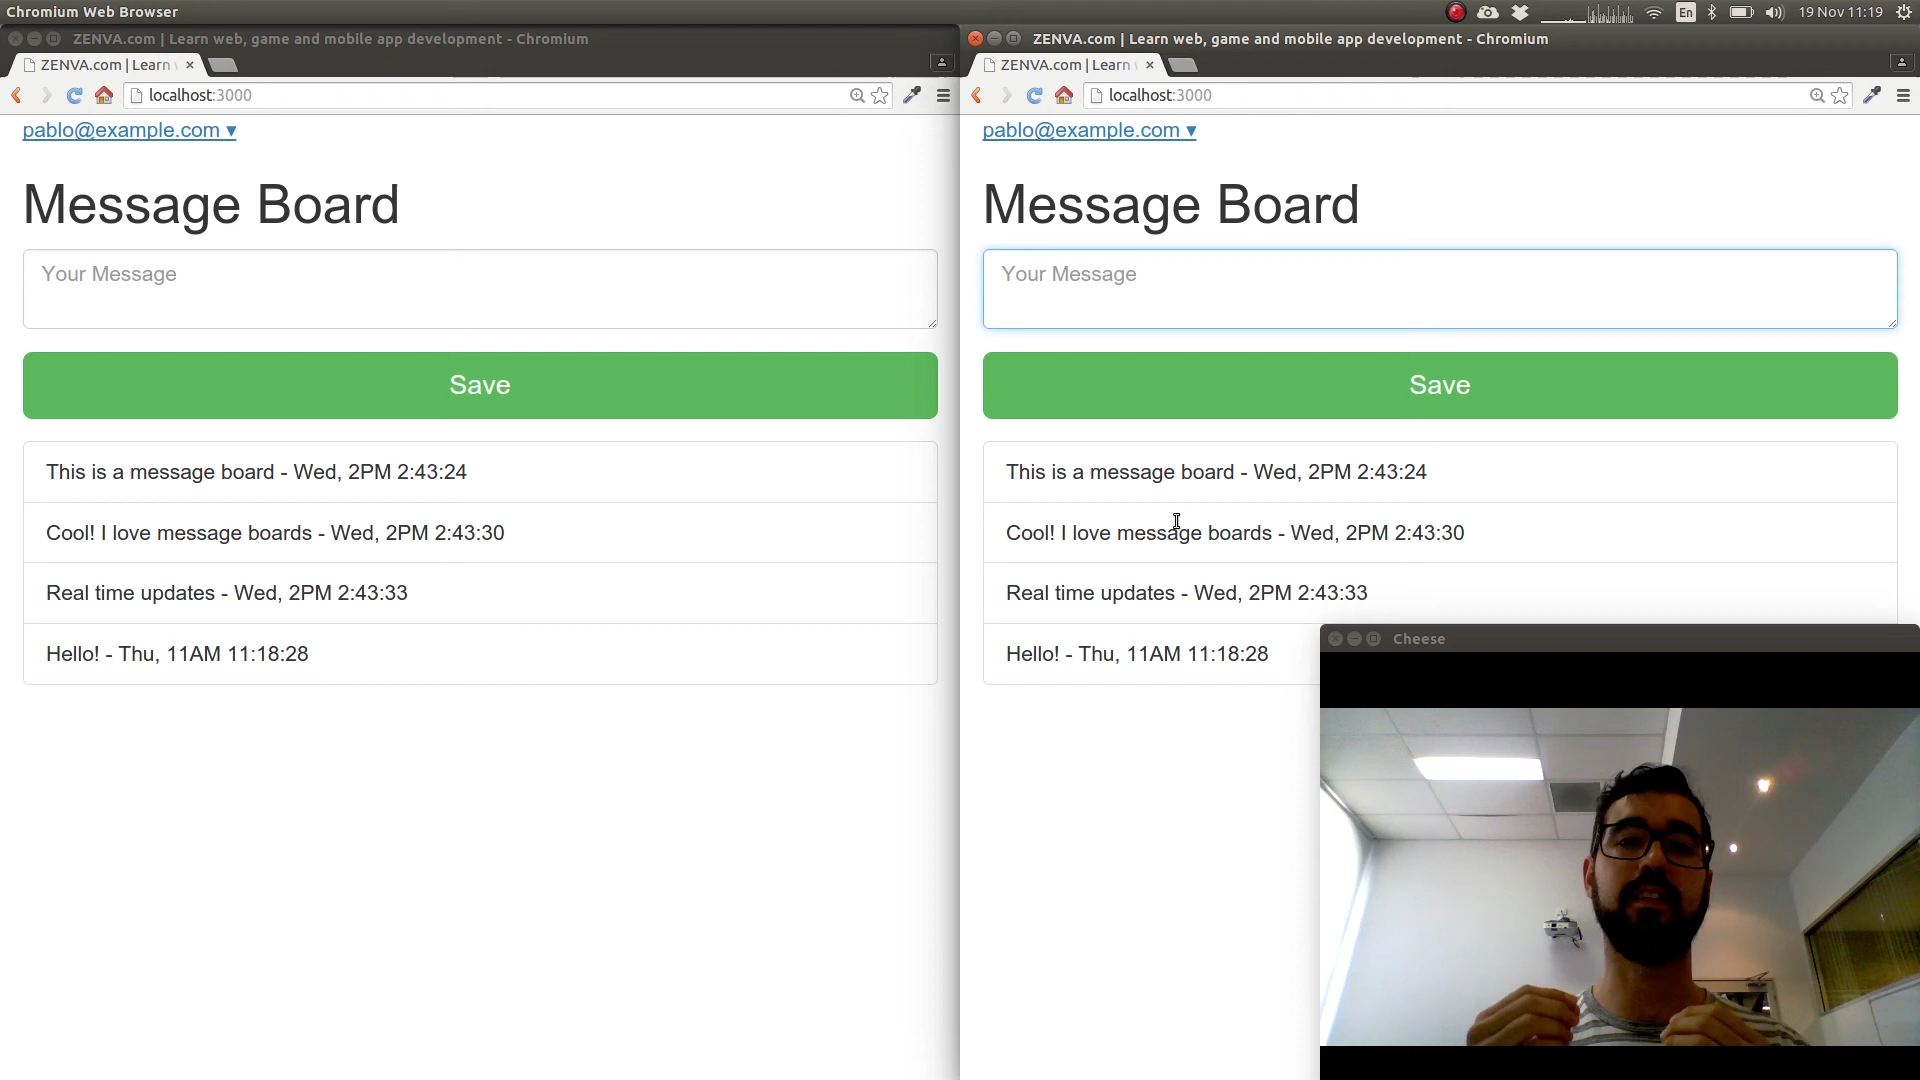 Chromium Web Browser
En 19 Nov 11:19
ZENVA.com | Learn web, game and mobile app development - Chromium
ZENVA.com | Learn
localhost:3000
pablo@example.com ▾
Message Board
Your Message
Save
This is a message board - Wed, 2PM 2:43:24
Cool! I love message boards - Wed, 2PM 2:43:30
Real time updates - Wed, 2PM 2:43:33
Hello! - Thu, 11AM 11:18:28
ZENVA.com | Learn web, game and mobile app development - Chromium
ZENVA.com | Learn
localhost:3000
pablo@example.com ▾
Message Board
Your Message
Save
This is a message board - Wed, 2PM 2:43:24
Cool! I love message boards - Wed, 2PM 2:43:30
Real time updates - Wed, 2PM 2:43:33
Hello! - Thu, 11AM 11:18:28
Cheese